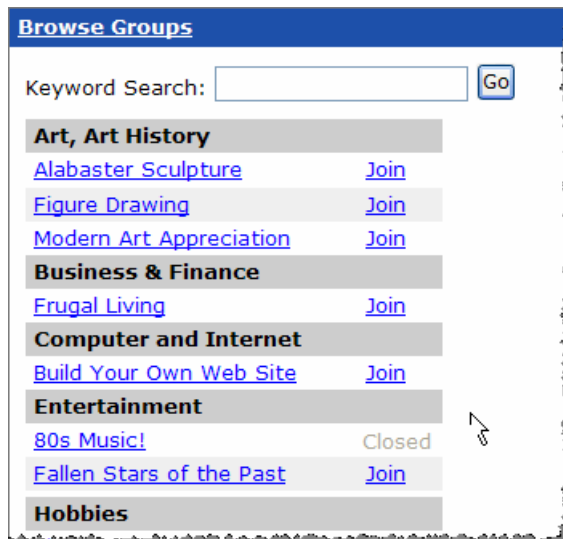 Browse Groups
Keyword Search: Go
Art, Art History
Alabaster Sculpture Join
Figure Drawing Join
Modern Art Appreciation Join
Business & Finance
Frugal Living Join
Computer and Internet
Build Your Own Web Site Join
Entertainment
80s Music! Closed
Fallen Stars of the Past Join
Hobbies